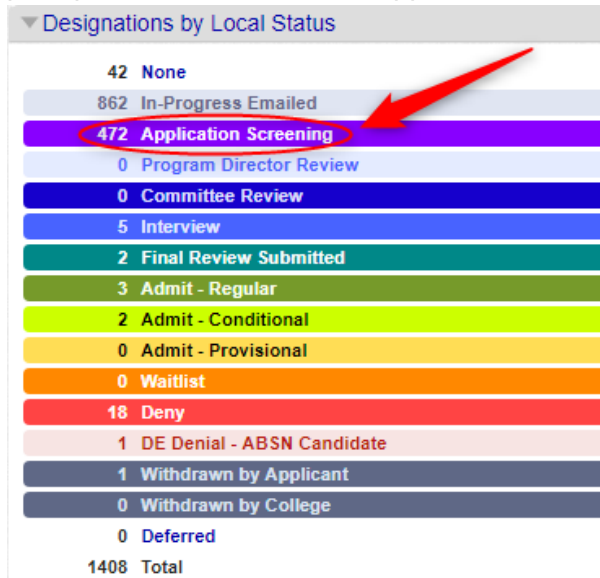 Designations by Local Status
42 None
862 In-Progress Emailed
472 Application Screening
0 Program Director Review
0 Committee Review
5 Interview
2 Final Review Submitted
3 Admit - Regular
2 Admit - Conditional
0 Admit - Provisional
0 Waitlist
18 Deny
1 DE Denial - ABSN Candidate
1 Withdrawn by Applicant
0 Withdrawn by College
0 Deferred
1408 Total